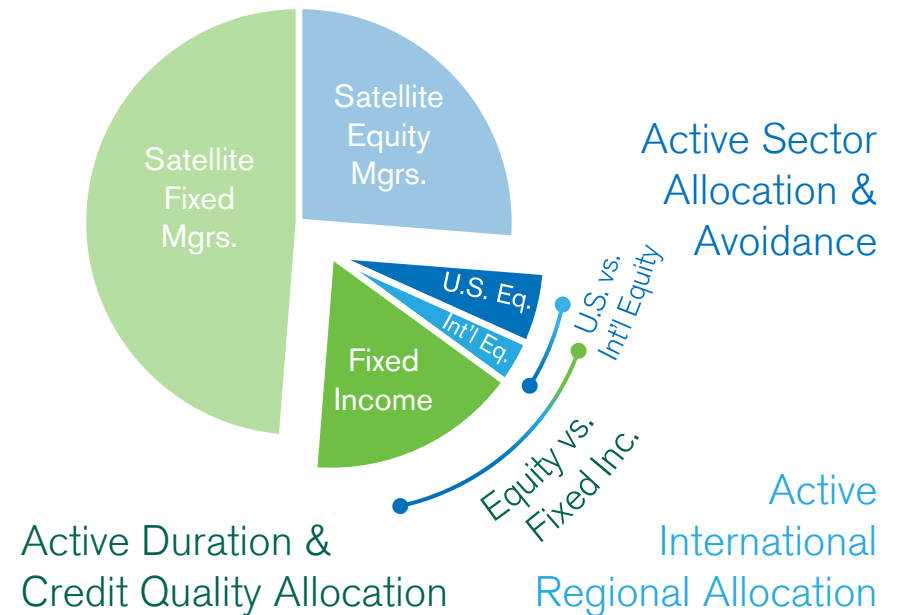 Satellite
Equity
Mgrs.
Satellite
Fixed
Mgrs.
Active Sector
Allocation &
Avoidance
U.S. Eq.
Int'l Eq.
U.S. vs.
Int'l Equity
Fixed
Income
Equity vs.
Fixed Inc.
Active Duration &
Credit Quality Allocation
Active
International
Regional Allocation